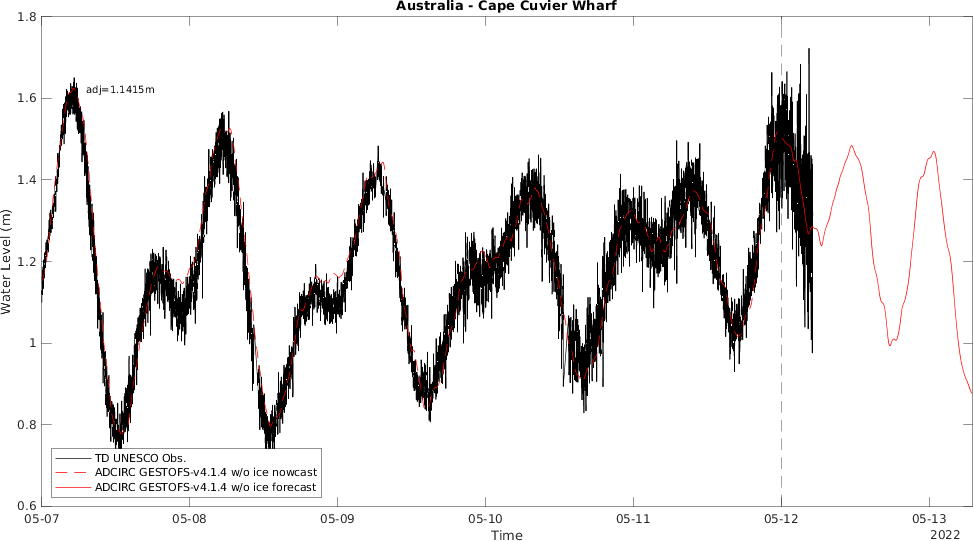 Australia - Cape Cuvier Wharf
1.8
1.6
1.4
1.2
1
0.8
0.6
Water Level (m)
adj=1.1415m
TD UNESCO Obs.
ADCIRC GESTOFS-v4.1.4 w/o ice nowcast
ADCIRC GESTOFS-v4.1.4 w/o ice forecast
05-07 05-08 05-09 05-10 05-11 05-12 05-13
Time
2022